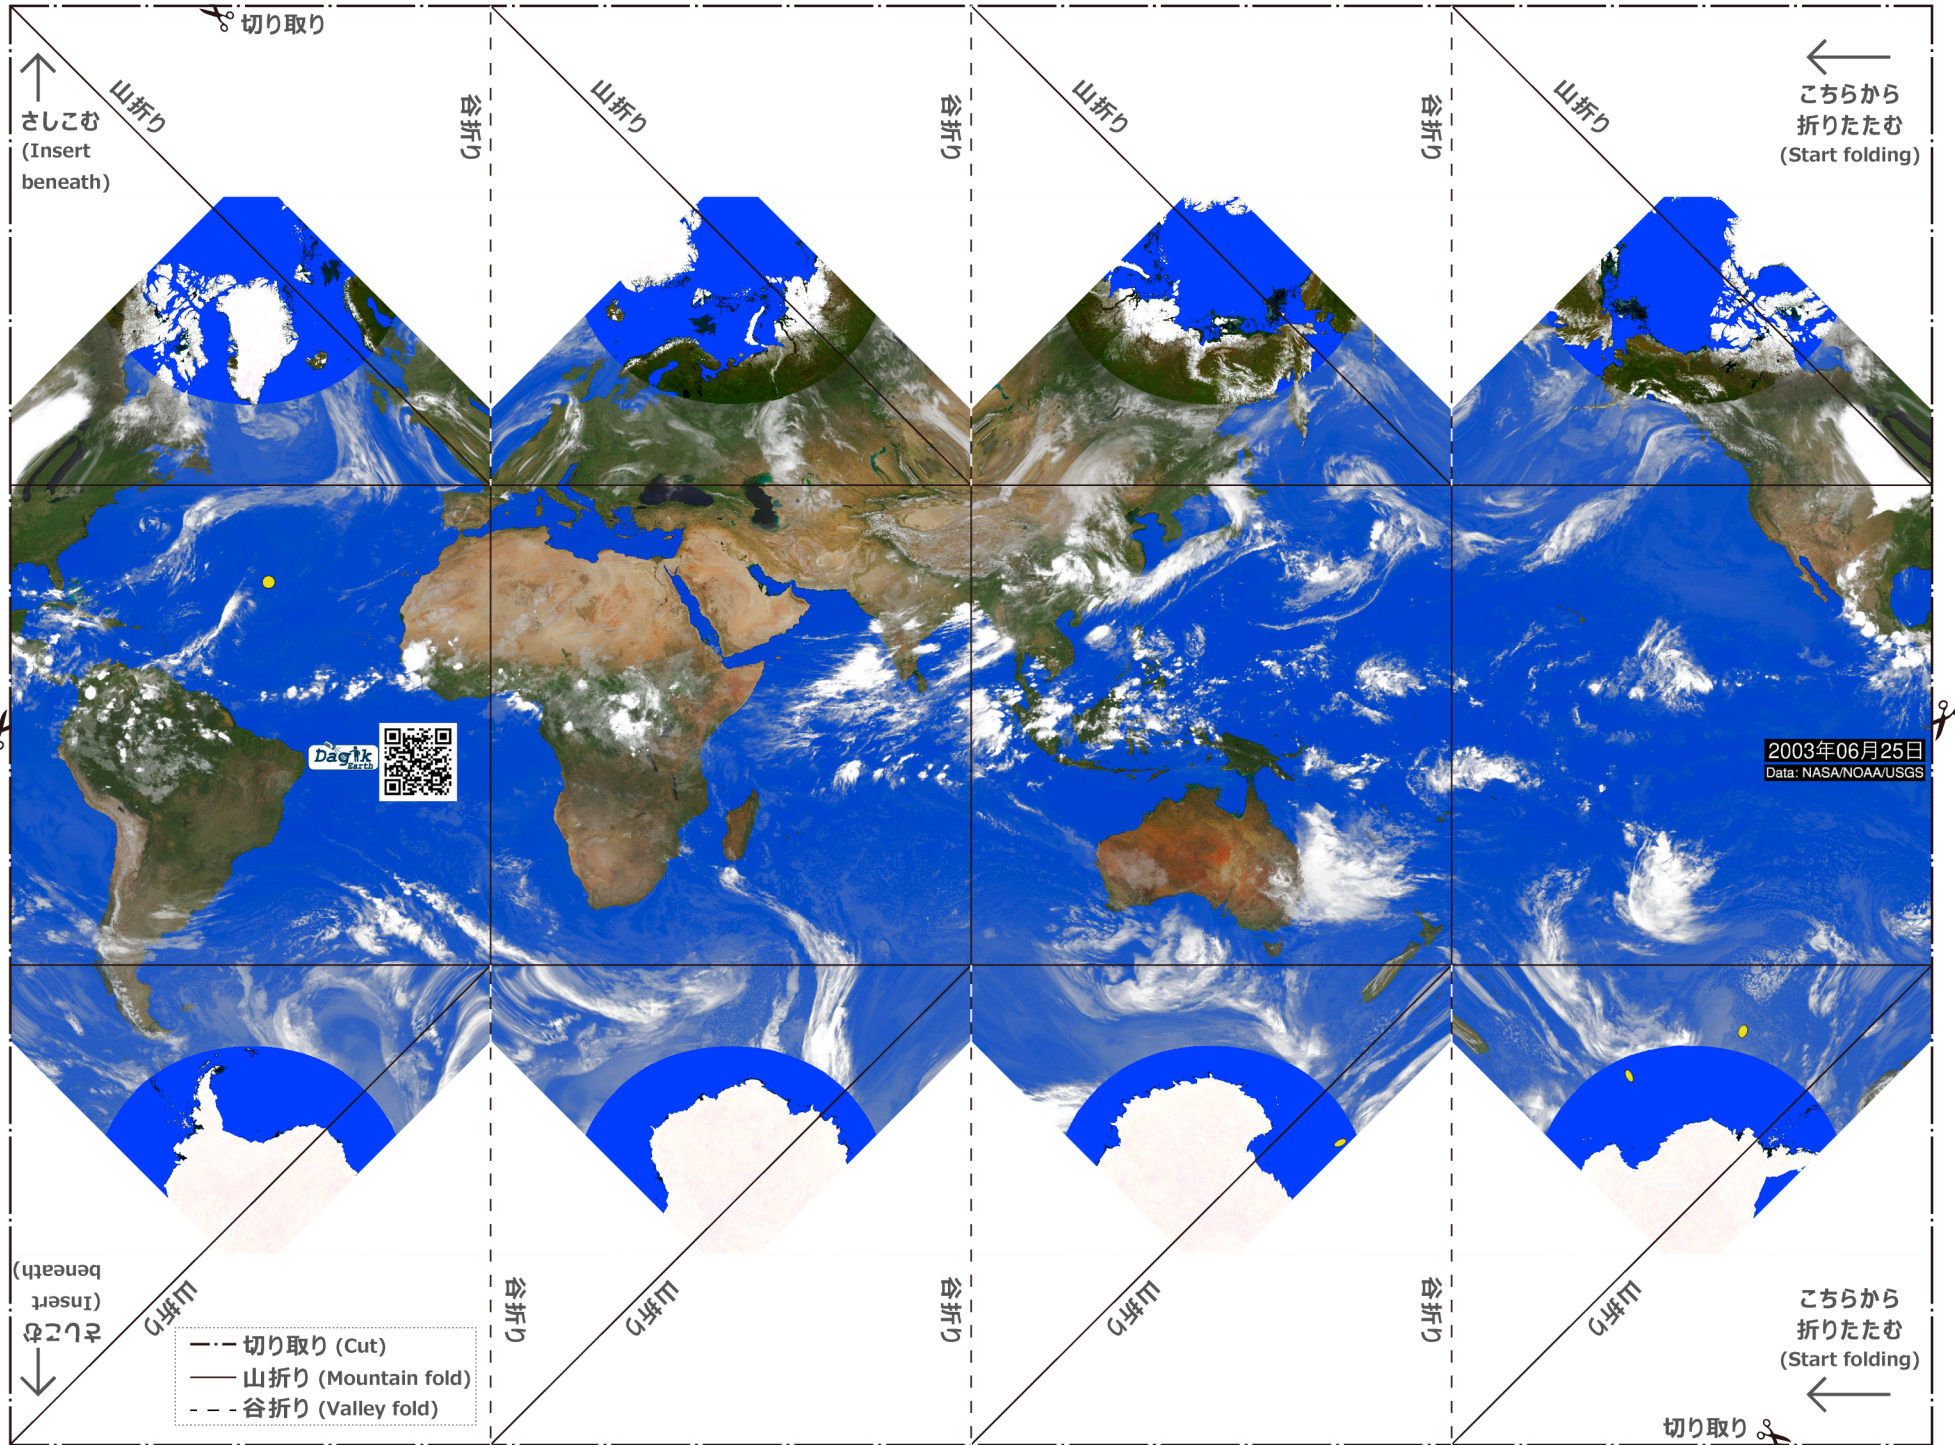 切り取り
さしこむ
(Insert
beneath)
山折り
谷折り
山折り
谷折り
山折り
谷折り
山折り
こちらから
折りたたむ
(Start folding)
Dagik
Earth
2003年06月25日
Data: NASA/NOAA/USGS
さしこむ
(Insert
beneath)
山折り
谷折り
山折り
谷折り
山折り
谷折り
山折り
こちらから
折りたたむ
(Start folding)
切り取り (Cut)
山折り (Mountain fold)
谷折り (Valley fold)
切り取り